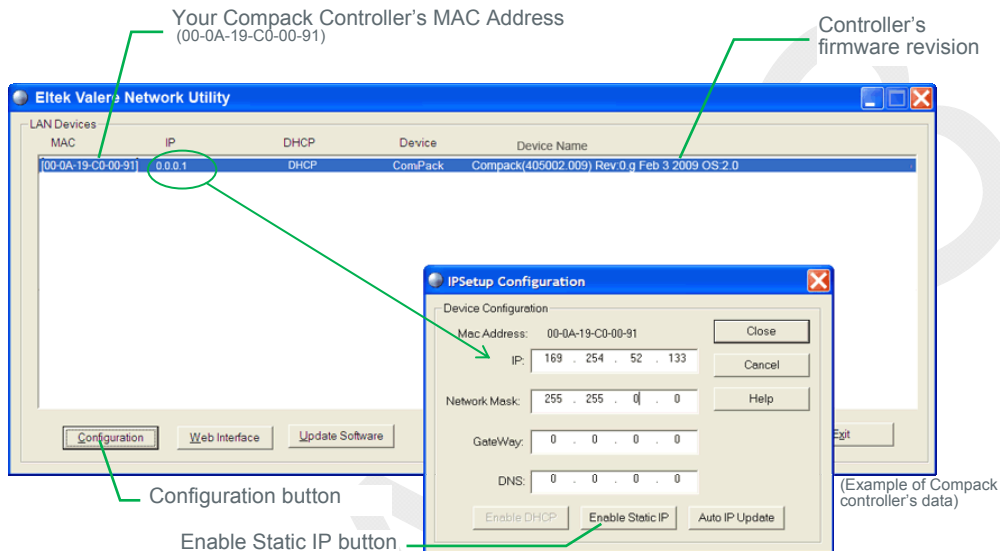 Your Compack Controller's MAC Address
(00-0A-19-C0-00-91)
Controller's
firmware revision
Eltek Valere Network Utility
LAN Devices
MAC IP DHCP Device Device Name
[00-0A-19-C0-00-91] 0.0.0.1 DHCP ComPack Compack(405002.009) Rev:0.g Feb 3 2009 OS:2.0
IPSetup Configuration
Device Configuration
Mac Address: 00-0A-19-C0-00-91 Close
IP: 169 . 254 . 52 . 133 Cancel
Network Mask: 255 . 255 . 0 . 0 Help
GateWay: 0 . 0 . 0 . 0
DNS: 0 . 0 . 0 . 0
Enable DHCP Enable Static IP Auto IP Update
Configuration Web Interface Update Software Exit
(Example of Compack
controller's data)
Configuration button
Enable Static IP button